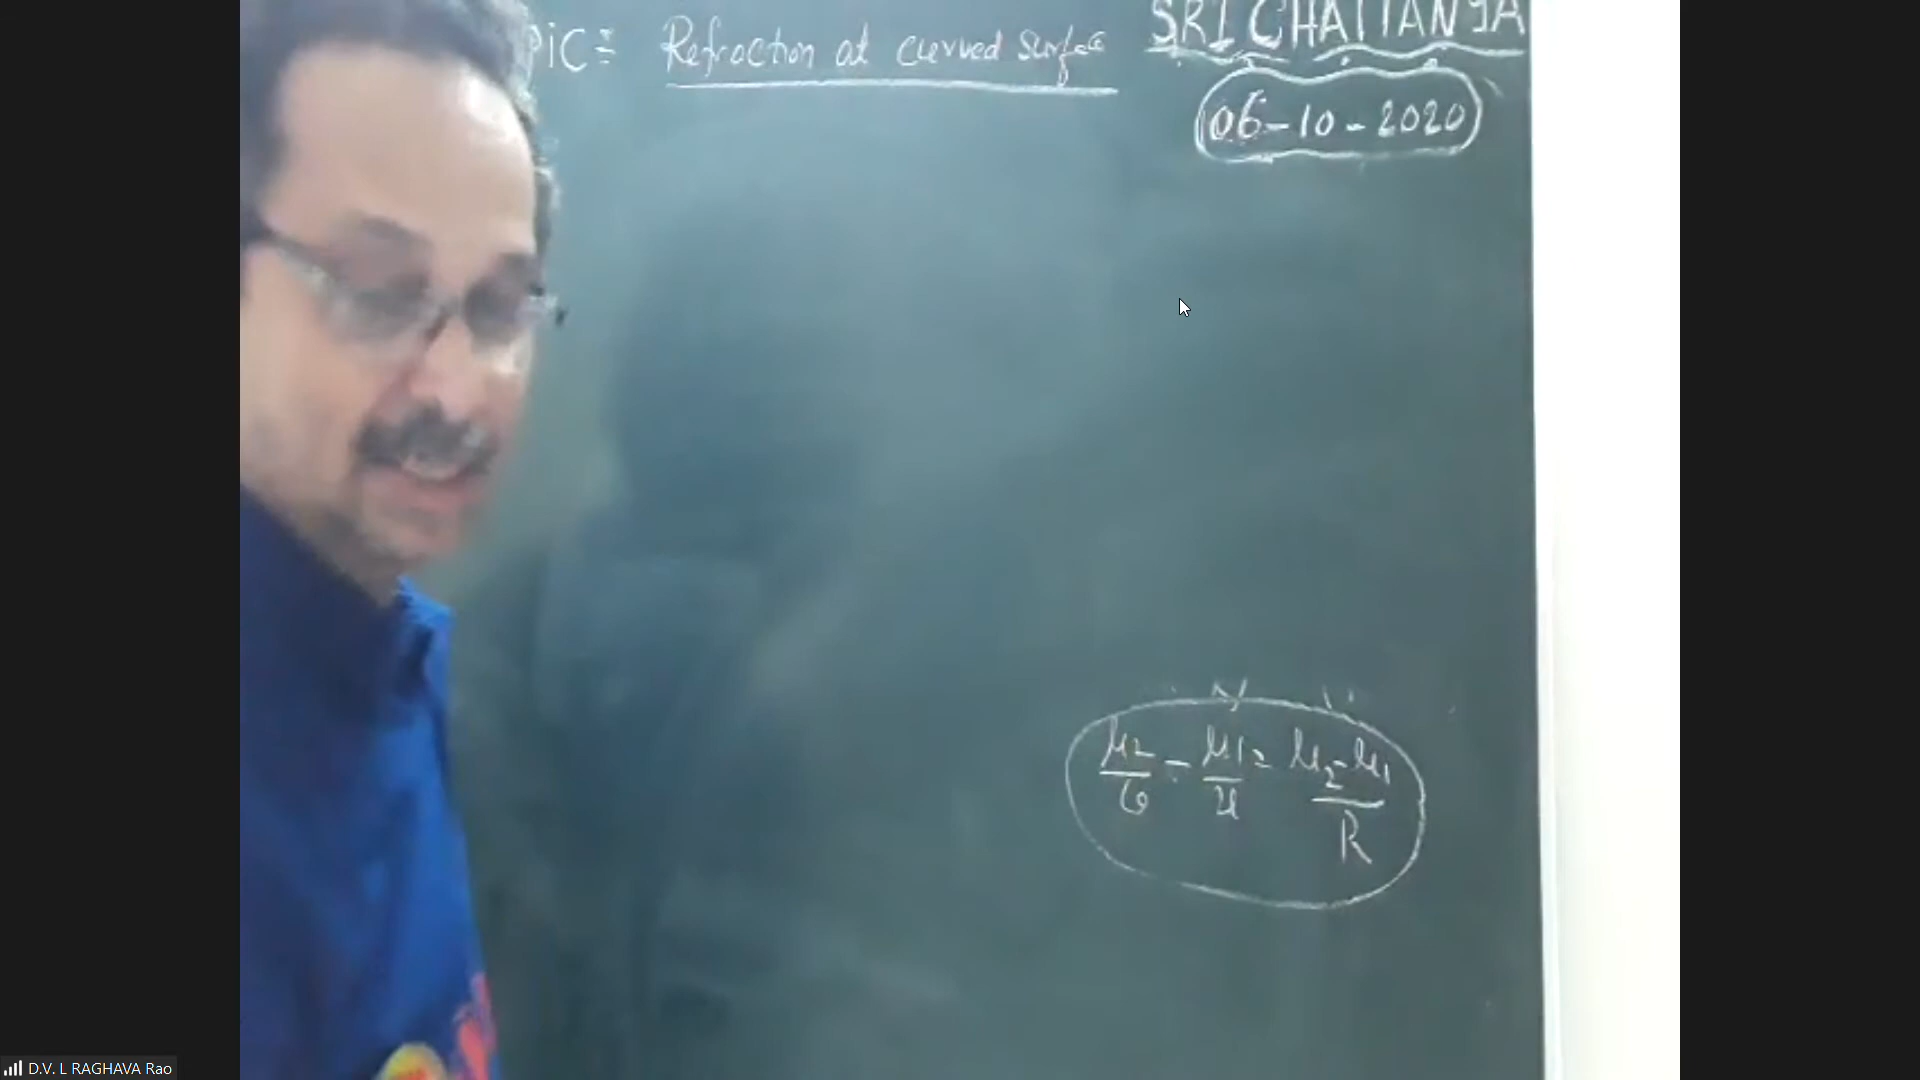 PiC:
Refraction at curved Surface
SRI CHAITANYA
06-10-2020
μ2/v - μ1/u = μ2-μ1/R
D.V. L RAGHAVA Rao